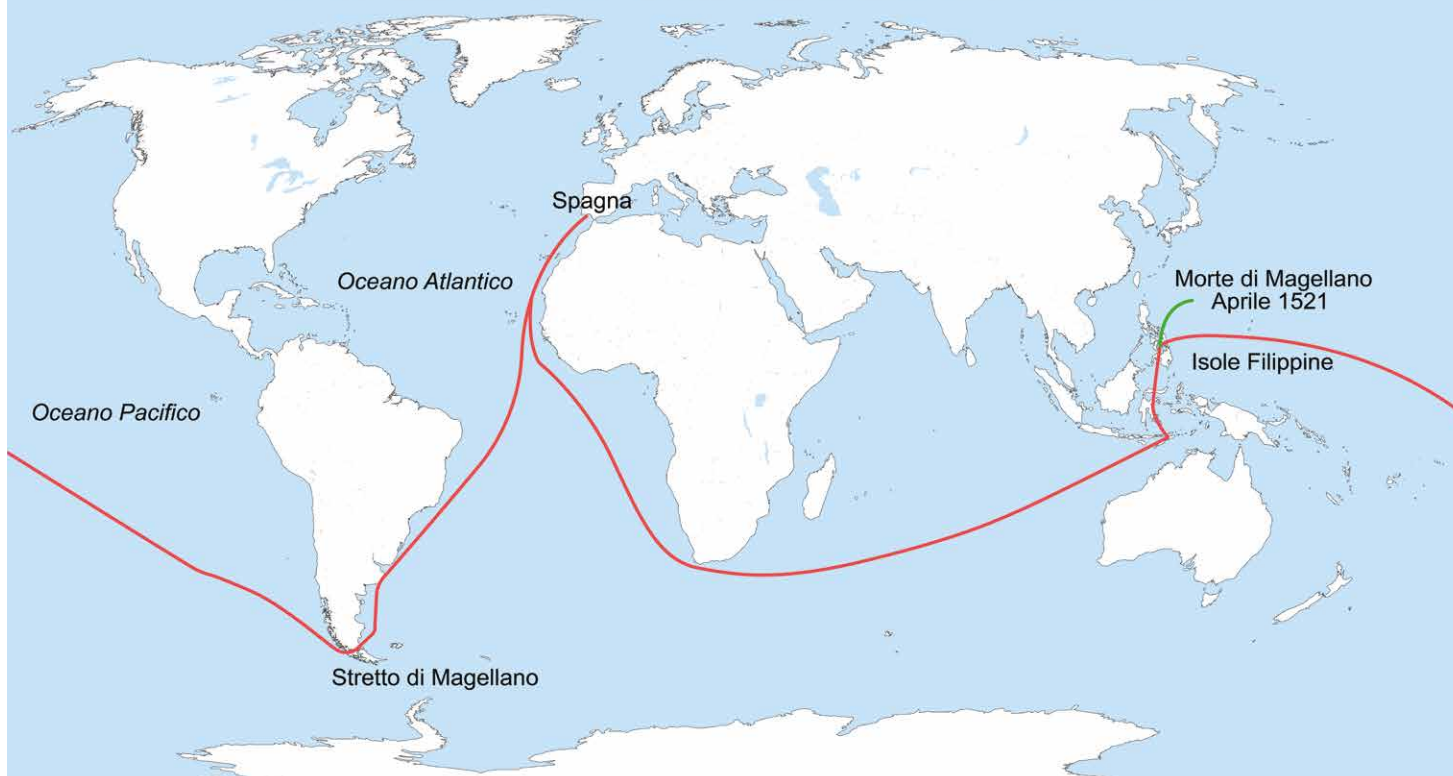 Spagna
Oceano Atlantico
Morte di Magellano
Aprile 1521
Isole Filippine
Oceano Pacifico
Stretto di Magellano